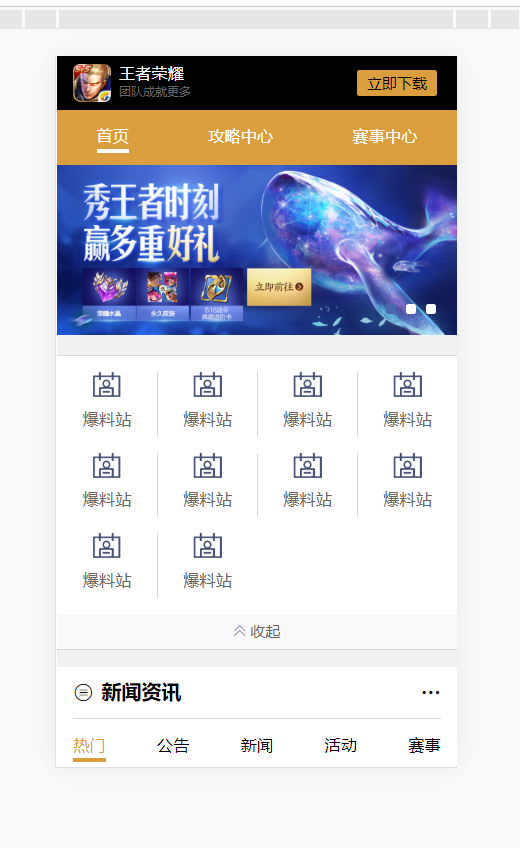 王者荣耀
团队成就更多
立即下载
首页 攻略中心 赛事中心
秀王者时刻
赢多重好礼
荣耀水晶 永久皮肤 S16战令 典藏进阶卡 立即前往
爆料站 爆料站 爆料站 爆料站
爆料站 爆料站 爆料站 爆料站
爆料站 爆料站
收起
新闻资讯
热门 公告 新闻 活动 赛事